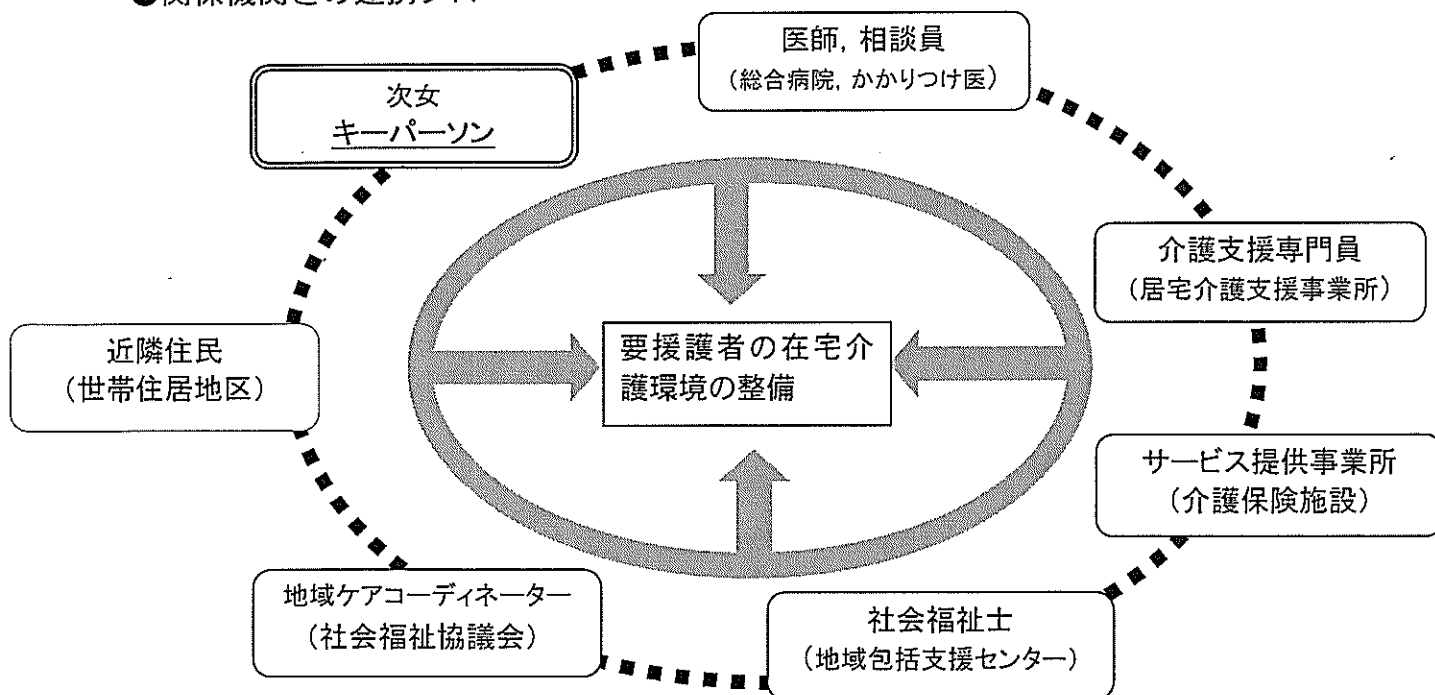 医師，相談員
（総合病院，かかりつけ医）
次女
キーパーソン
介護支援専門員
（居宅介護支援事業所）
近隣住民
（世帯住居地区）
要援護者の在宅介
護環境の整備
サービス提供事業所
（介護保険施設）
地域ケアコーディネーター
（社会福祉協議会）
社会福祉士
（地域包括支援センター）